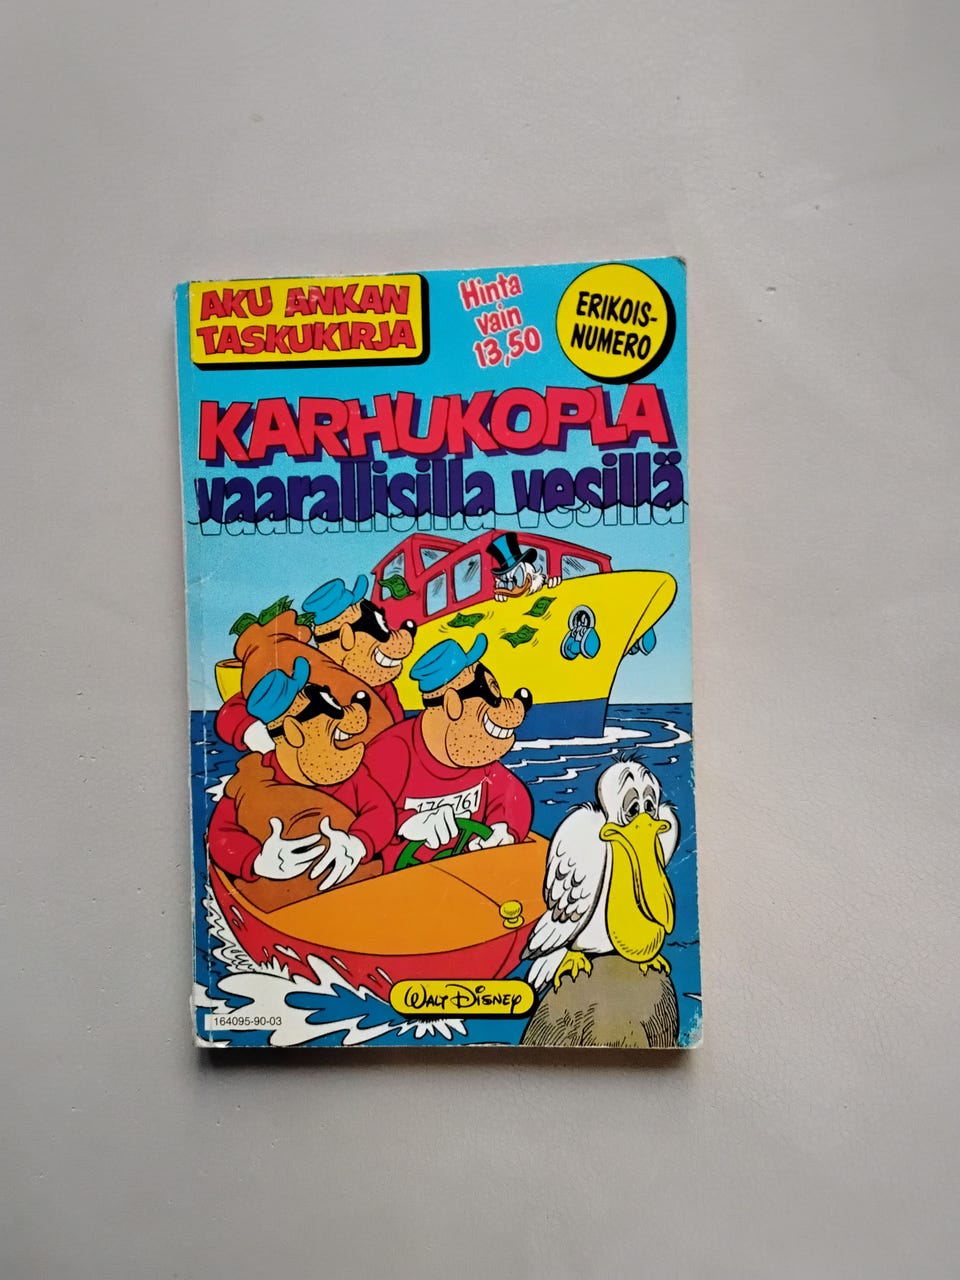 AKU ANKAN
TASKUKIRJA
Hinta
vain
13,50
ERIKOIS-
NUMERO
KARHUKOPLA
vaarallisilla vesillä
176-761
WALT DISNEY
164095-90-03